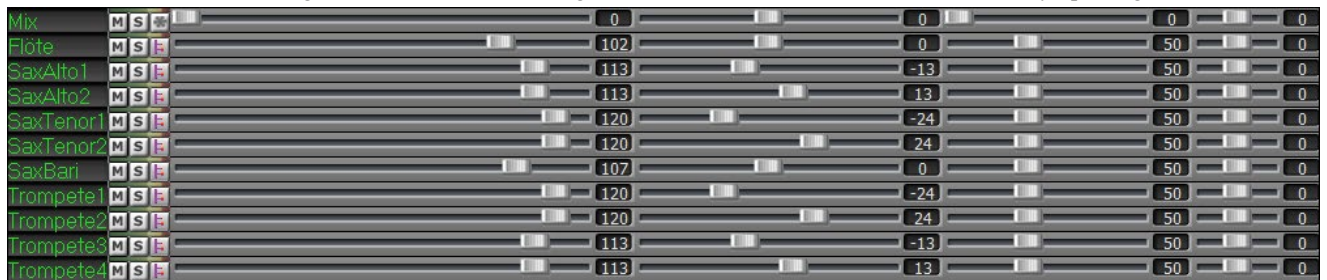 Mix M S 0 0 0 0
Flöte M S 102 0 50 0
SaxAlto1 M S 113 -13 50 0
SaxAlto2 M S 113 13 50 0
SaxTenor1 M S 120 -24 50 0
SaxTenor2 M S 120 24 50 0
SaxBari M S 107 0 50 0
Trompete1 M S 120 -24 50 0
Trompete2 M S 120 24 50 0
Trompete3 M S 113 -13 50 0
Trompete4 M S 113 13 50 0